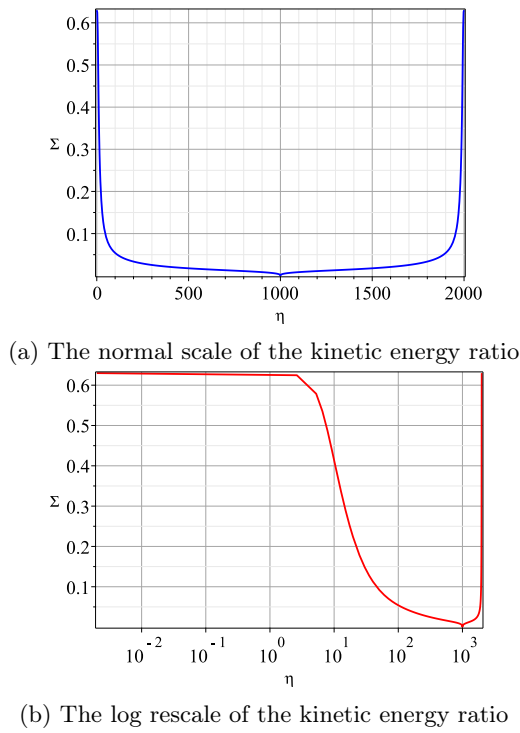 0.6
0.5
0.4
Σ 0.3
0.2
0.1
0 500 1000 1500 2000
η
(a) The normal scale of the kinetic energy ratio
0.6
0.5
0.4
Σ 0.3
0.2
0.1
10⁻² 10⁻¹ 10⁰ 10¹ 10² 10³
η
(b) The log rescale of the kinetic energy ratio